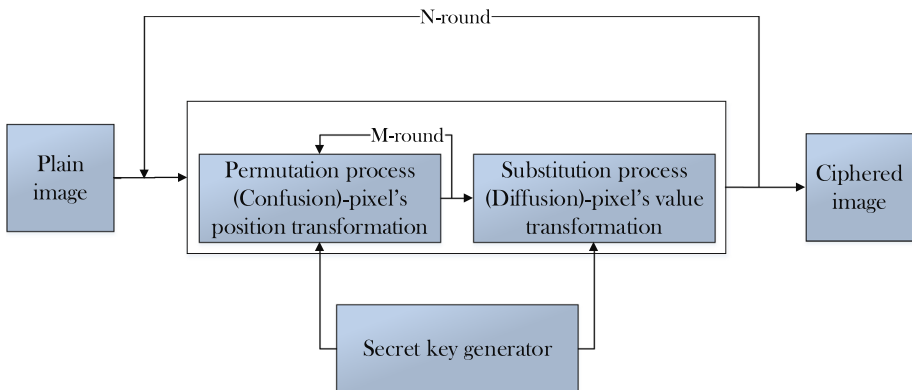 N-round
Plain
image
M-round
Permutation process
(Confusion)-pixel's
position transformation
Substitution process
(Diffusion)-pixel's value
transformation
Ciphered
image
Secret key generator